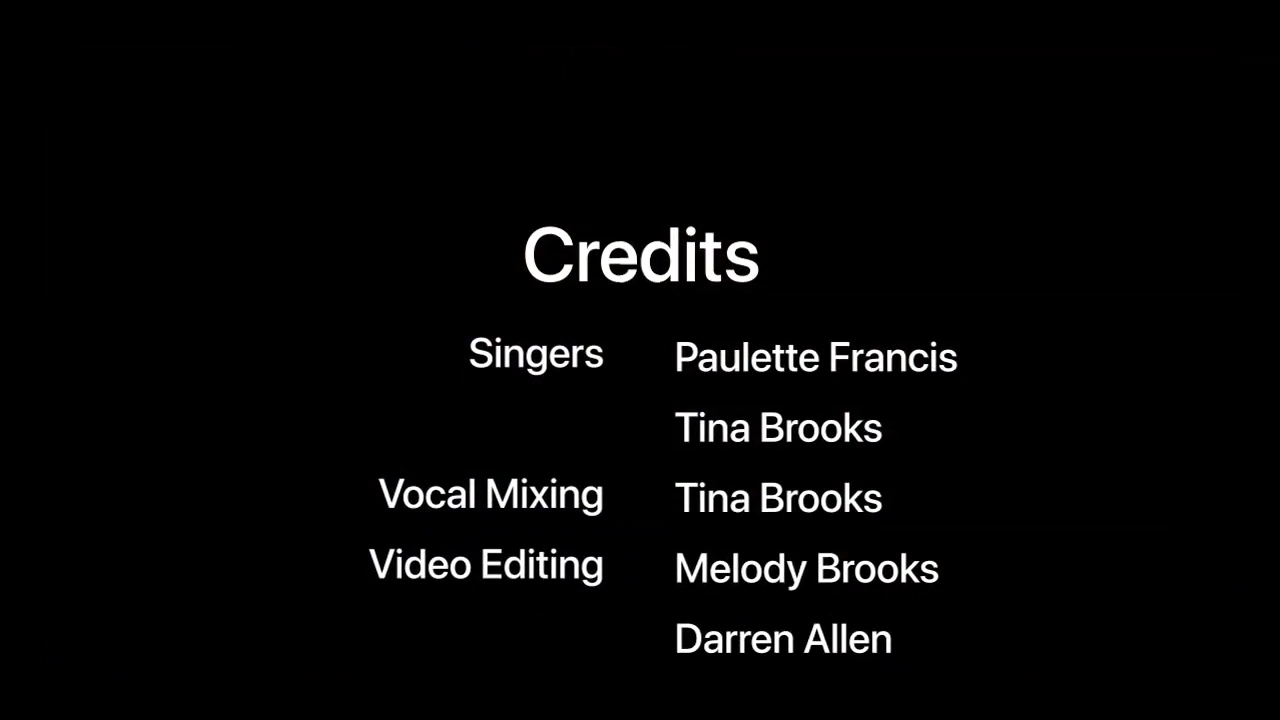 Credits
Singers Paulette Francis
Tina Brooks
Vocal Mixing Tina Brooks
Video Editing Melody Brooks
Darren Allen